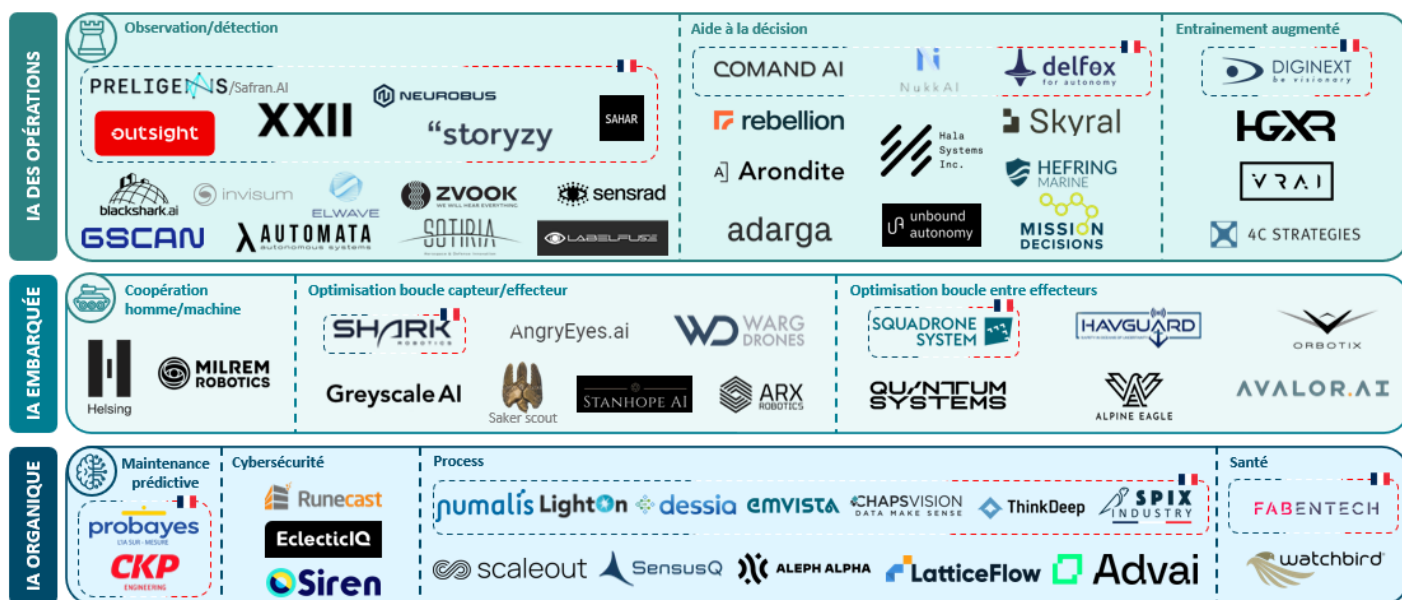 IA DES OPÉRATIONS
Observation/détection
PRELIGENS/Safran.AI
outsight
XXII
NEUROBUS
“storyzy
SAHAR
blackshark.ai
invisum
ELWAVE
ZVOOK
WE WILL HEAR EVERYTHING
sensrad
GSCAN
AUTOMATA
autonomous systems
SOTIRIA
Aerospace & Defence Innovation
LABELFUSE
Aide à la décision
COMAND AI
Ni
NukkAI
delfox
for autonomy
rebellion
Hala
Systems
Inc.
Skyral
A] Arondite
HEFRING
MARINE
adarga
UA unbound
autonomy
MISSION
DECISIONS
Entrainement augmenté
DIGINEXT
be visionary
HGXR
VRAI
4C STRATEGIES
IA EMBARQUÉE
Coopération
homme/machine
Helsing
MILREM
ROBOTICS
Optimisation boucle capteur/effecteur
SHARK
ROBOTICS
AngryEyes.ai
WD WARG
DRONES
Greyscale AI
Saker scout
STANHOPE AI
ARX
ROBOTICS
Optimisation boucle entre effecteurs
SQUADRONE
SYSTEM
HAVGUARD
ORBOTIX
QUANTUM
SYSTEMS
ALPINE EAGLE
AVALOR.AI
IA ORGANIQUE
Maintenance
prédictive
probayes
L'IA SUR - MESURE
CKP
ENGINEERING
Cybersécurité
Runecast
EclecticIQ
Siren
Process
numalis LightOn dessia emvista CHAPSVISION
DATA MAKE SENSE
ThinkDeep
SPIX
INDUSTRY
scaleout SensusQ ALEPH ALPHA LatticeFlow Advai
Santé
FABENTECH
watchbird